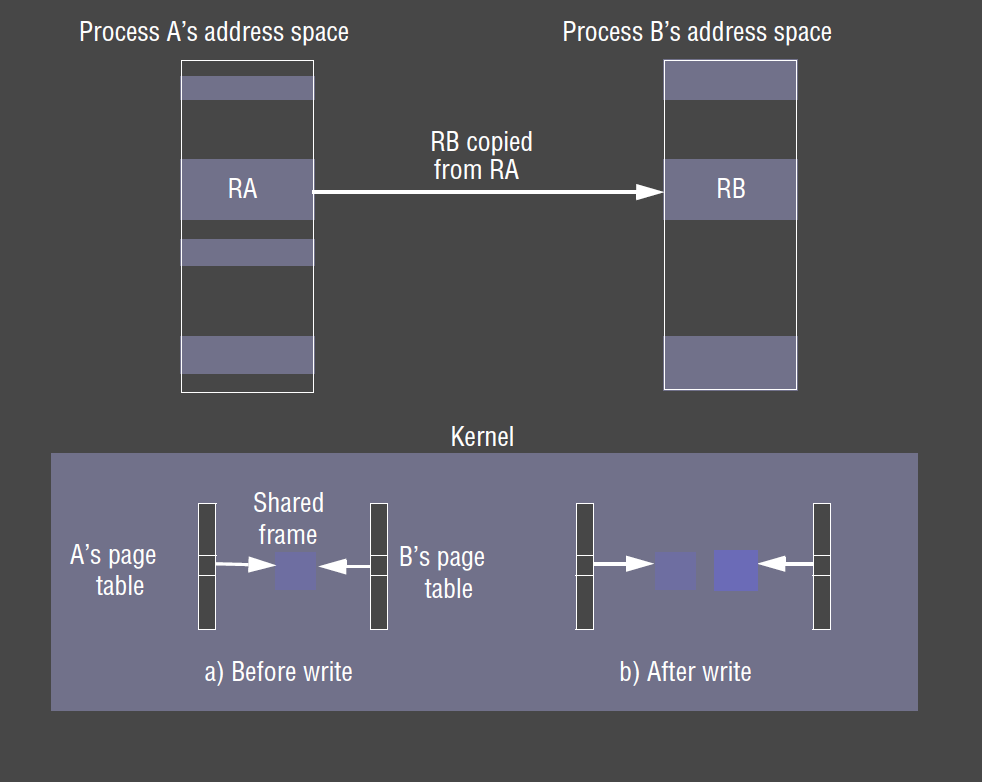 Process A’s address space
Process B’s address space
RB copied
from RA
RA
RB
Kernel
Shared
frame
A’s page
table
B’s page
table
a) Before write
b) After write